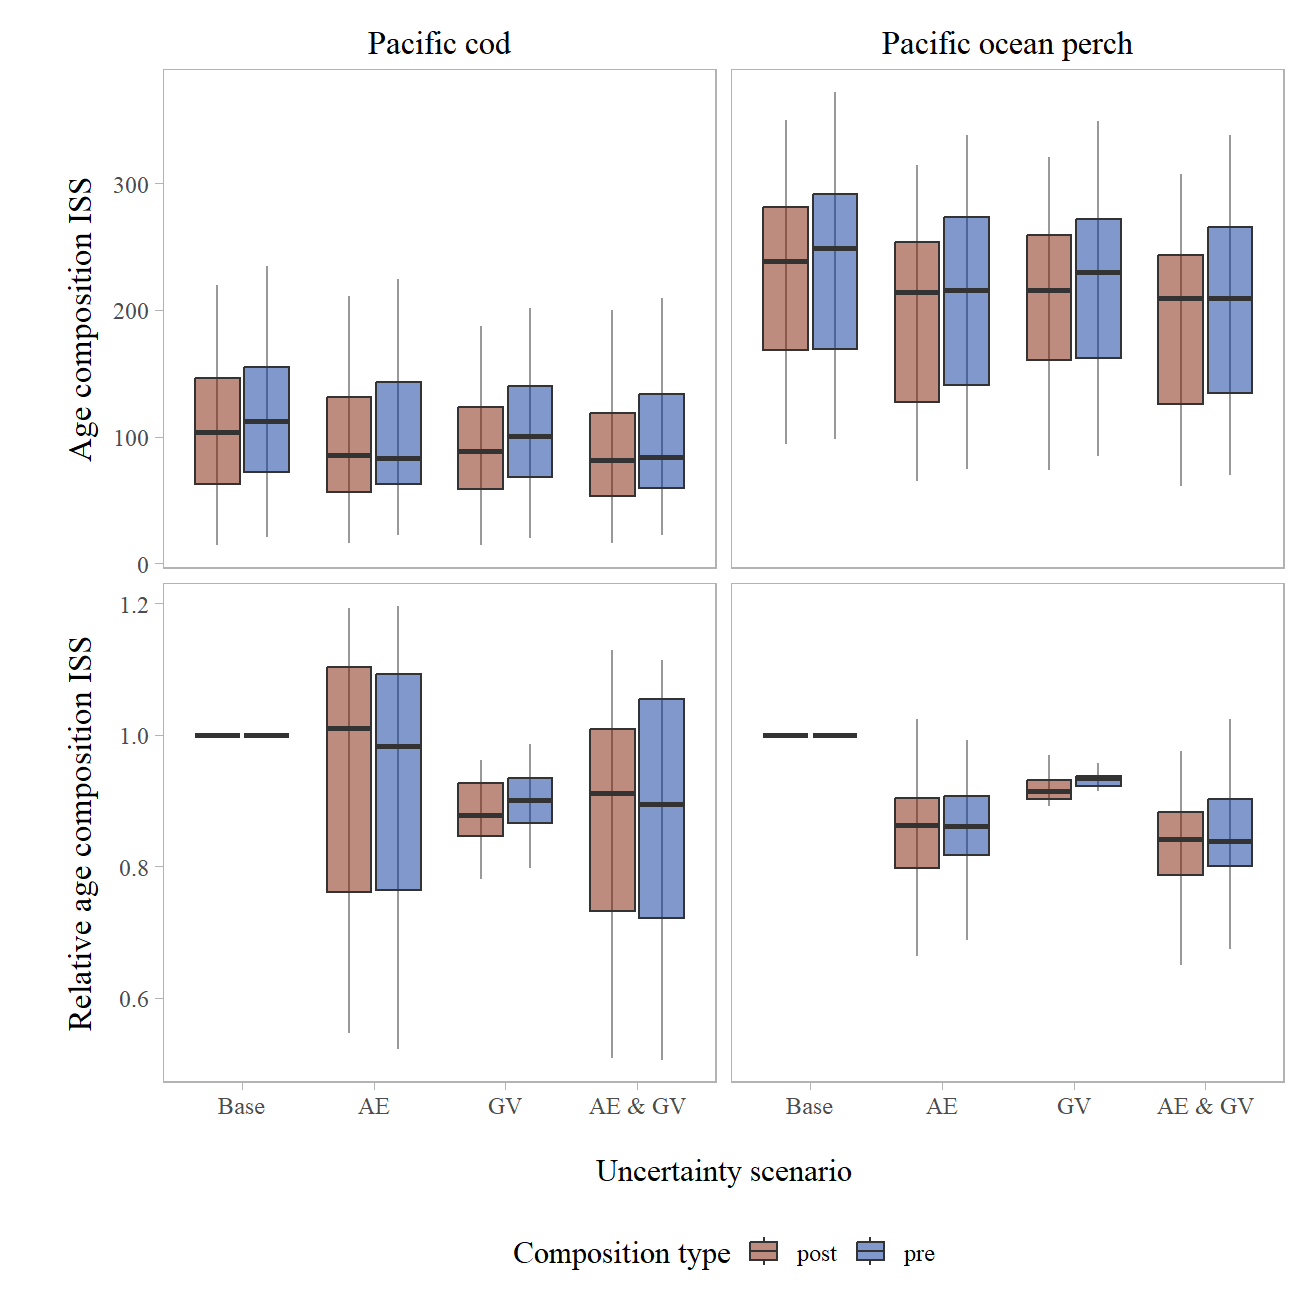 Pacific cod
Pacific ocean perch
Age composition ISS
300
200
100
0
Relative age composition ISS
1.2
1.0
0.8
0.6
Base
AE
GV
AE & GV
Base
AE
GV
AE & GV
Uncertainty scenario
Composition type
post
pre